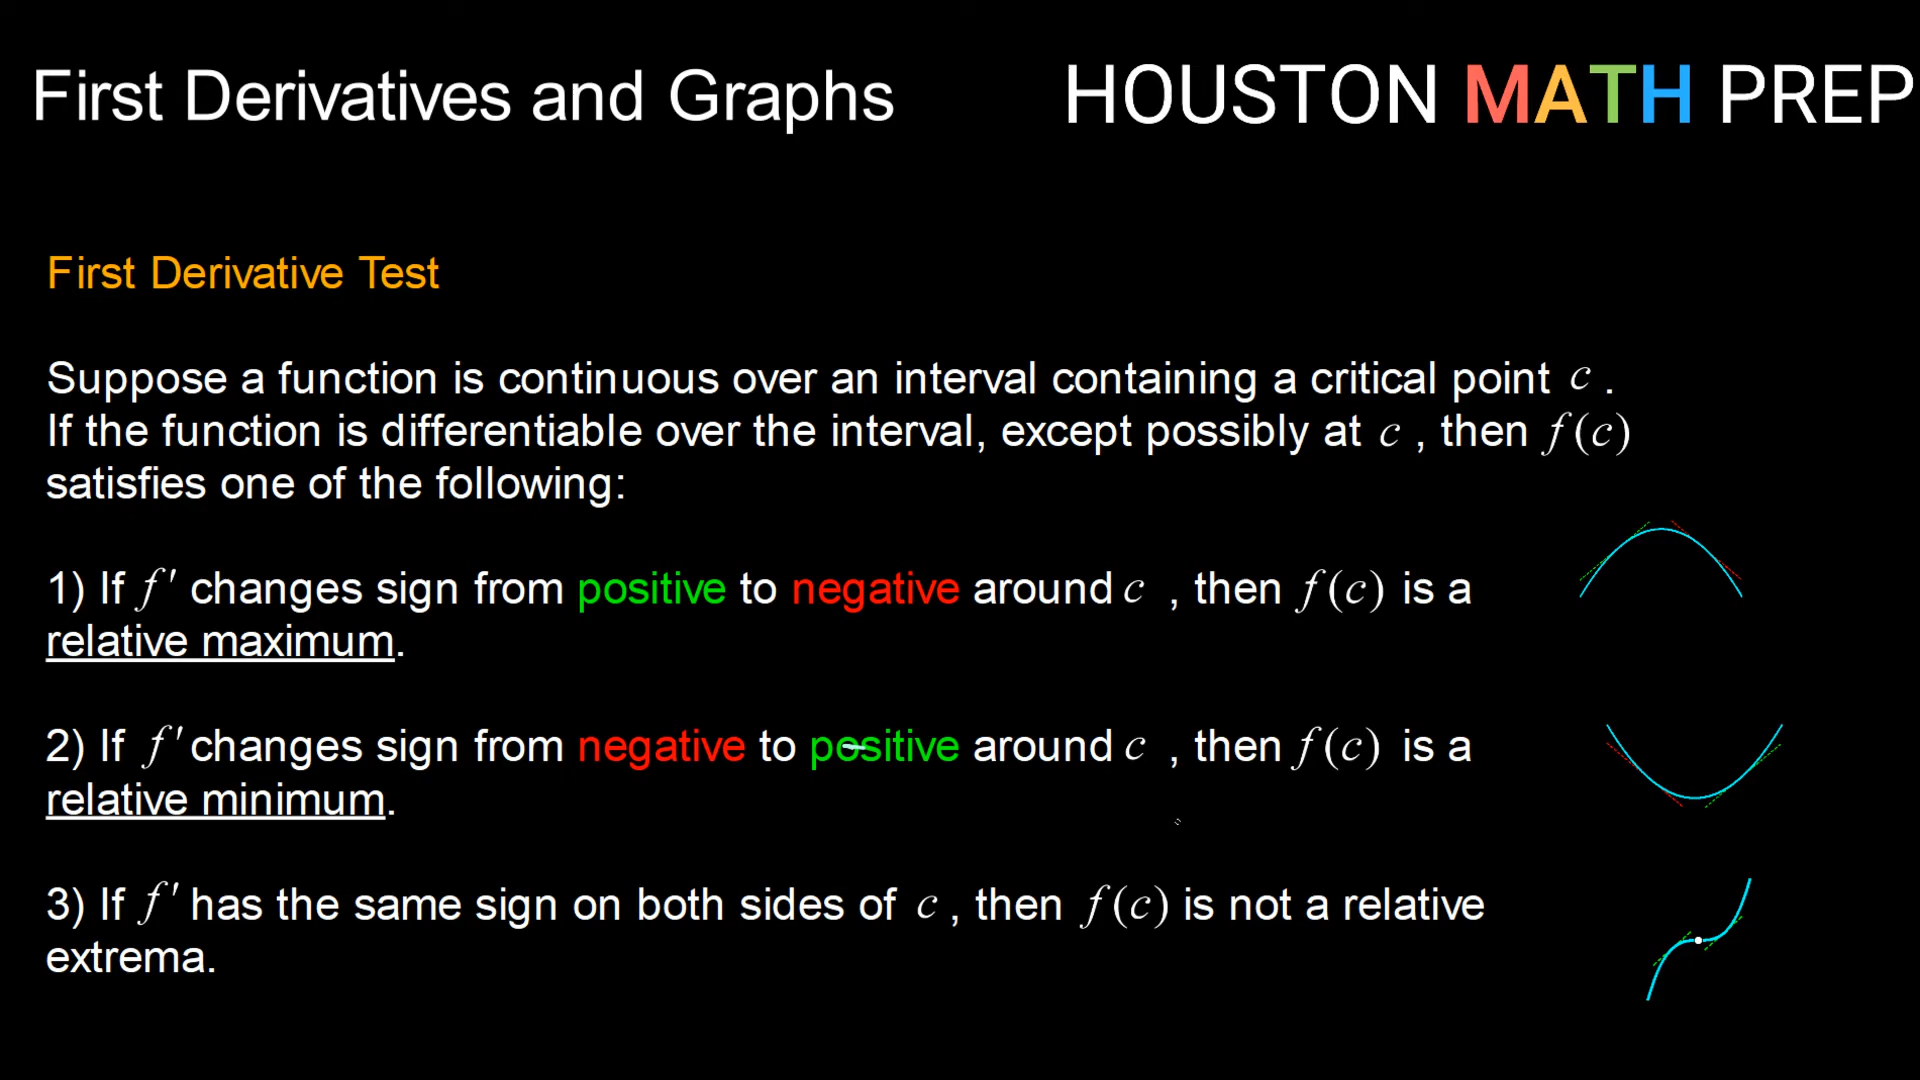 First Derivatives and Graphs
HOUSTON MATH PREP
First Derivative Test
Suppose a function is continuous over an interval containing a critical point c .
If the function is differentiable over the interval, except possibly at c , then f(c)
satisfies one of the following:
1) If f' changes sign from positive to negative around c , then f(c) is a
relative maximum.
2) If f' changes sign from negative to positive around c , then f(c) is a
relative minimum.
3) If f' has the same sign on both sides of c , then f(c) is not a relative
extrema.